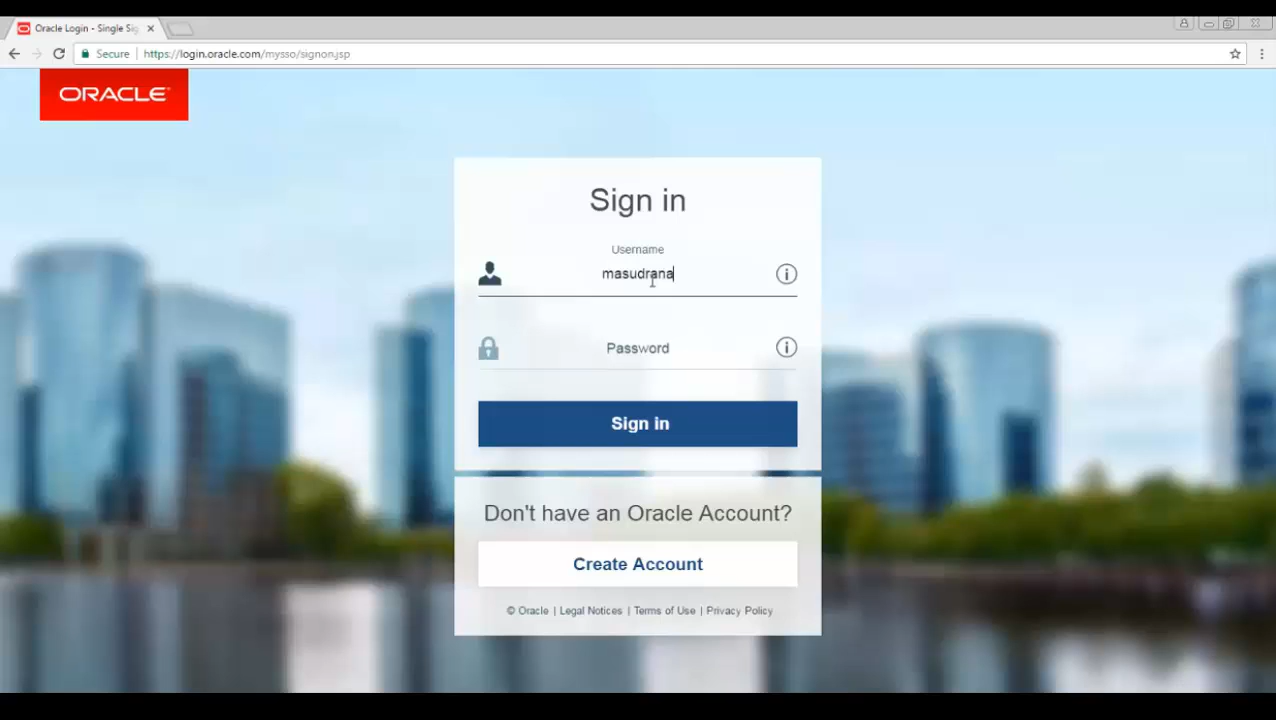 Oracle Login - Single Sig
Secure | https://login.oracle.com/mysso/signon.jsp
ORACLE
Sign in
Username
masudrana
Password
Sign in
Don't have an Oracle Account?
Create Account
© Oracle | Legal Notices | Terms of Use | Privacy Policy